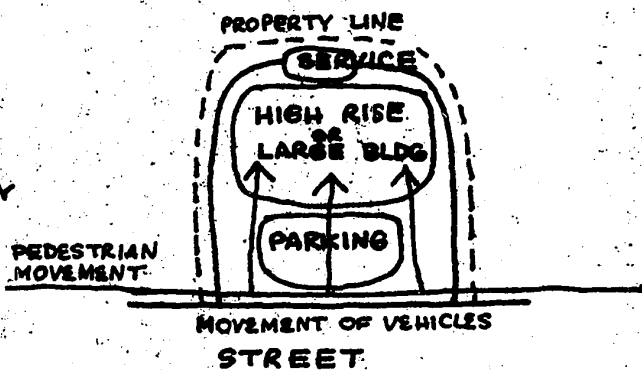 PROPERTY LINE
SERVICE
HIGH RISE
OR
LARGE BLDG
PARKING
PEDESTRIAN
MOVEMENT
MOVEMENT OF VEHICLES
STREET